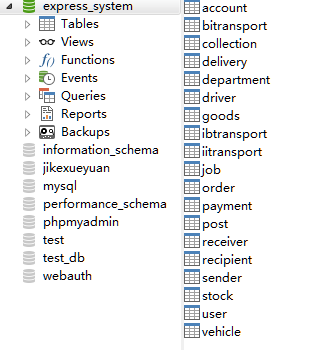 express_system
Tables
Views
Functions
Events
Queries
Reports
Backups
information_schema
jikexueyuan
mysql
performance_schema
phpmyadmin
test
test_db
webauth
account
bitransport
collection
delivery
department
driver
goods
ibtransport
iitransport
job
order
payment
post
receiver
recipient
sender
stock
user
vehicle